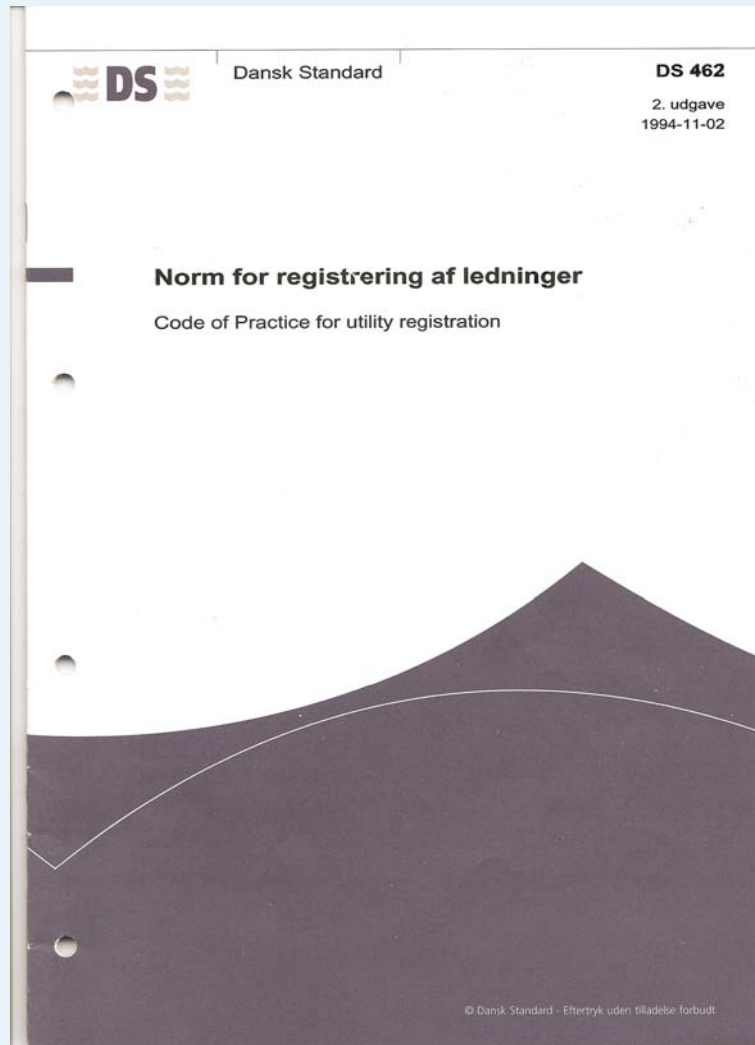 DS
Dansk Standard
DS 462
2. udgave
1994-11-02
Norm for registrering af ledninger
Code of Practice for utility registration
© Dansk Standard - Eftertryk uden tilladelse forbudt